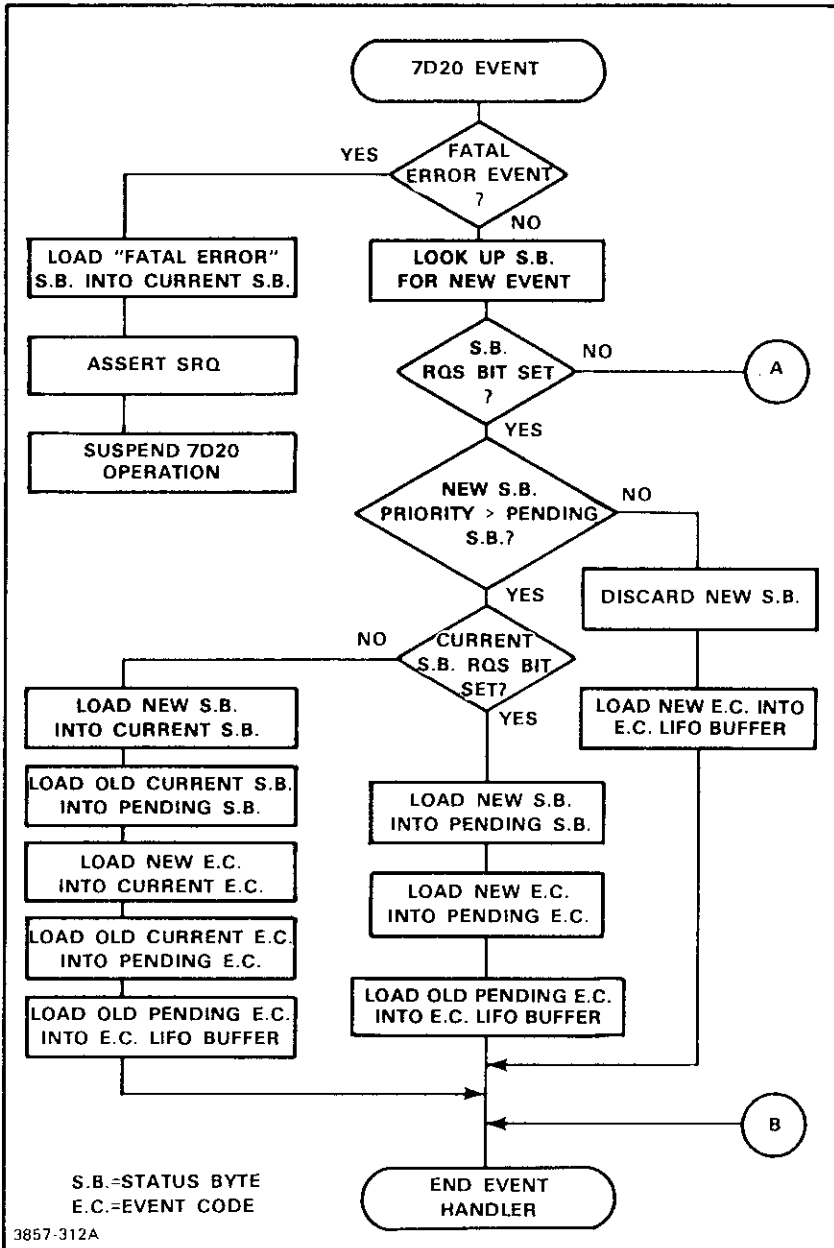 7D20 EVENT
YES
FATAL
ERROR EVENT
?
NO
LOAD "FATAL ERROR"
S.B. INTO CURRENT S.B.
LOOK UP S.B.
FOR NEW EVENT
ASSERT SRQ
S.B.
RQS BIT SET
?
NO
A
YES
SUSPEND 7D20
OPERATION
NEW S.B.
PRIORITY > PENDING
S.B.?
NO
YES
DISCARD NEW S.B.
NO
CURRENT
S.B. RQS BIT
SET?
YES
LOAD NEW E.C. INTO
E.C. LIFO BUFFER
LOAD NEW S.B.
INTO CURRENT S.B.
LOAD OLD CURRENT S.B.
INTO PENDING S.B.
LOAD NEW E.C.
INTO CURRENT E.C.
LOAD OLD CURRENT E.C.
INTO PENDING E.C.
LOAD OLD PENDING E.C.
INTO E.C. LIFO BUFFER
LOAD NEW S.B.
INTO PENDING S.B.
LOAD NEW E.C.
INTO PENDING E.C.
LOAD OLD PENDING E.C.
INTO E.C. LIFO BUFFER
B
S.B.=STATUS BYTE
E.C.=EVENT CODE
END EVENT
HANDLER
3857-312A